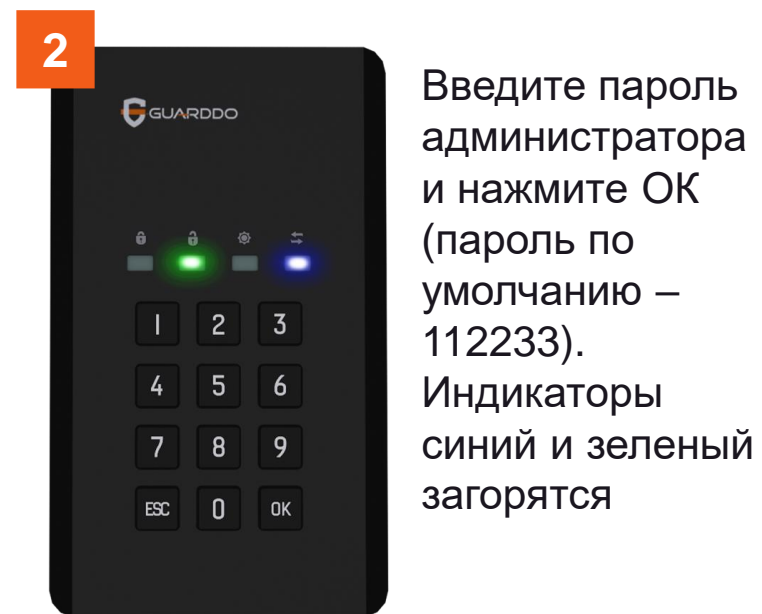 2
GUARDDO
1 2 3
4 5 6
7 8 9
ESC 0 OK
Введите пароль
администратора
и нажмите ОК
(пароль по
умолчанию –
112233).
Индикаторы
синий и зеленый
загорятся